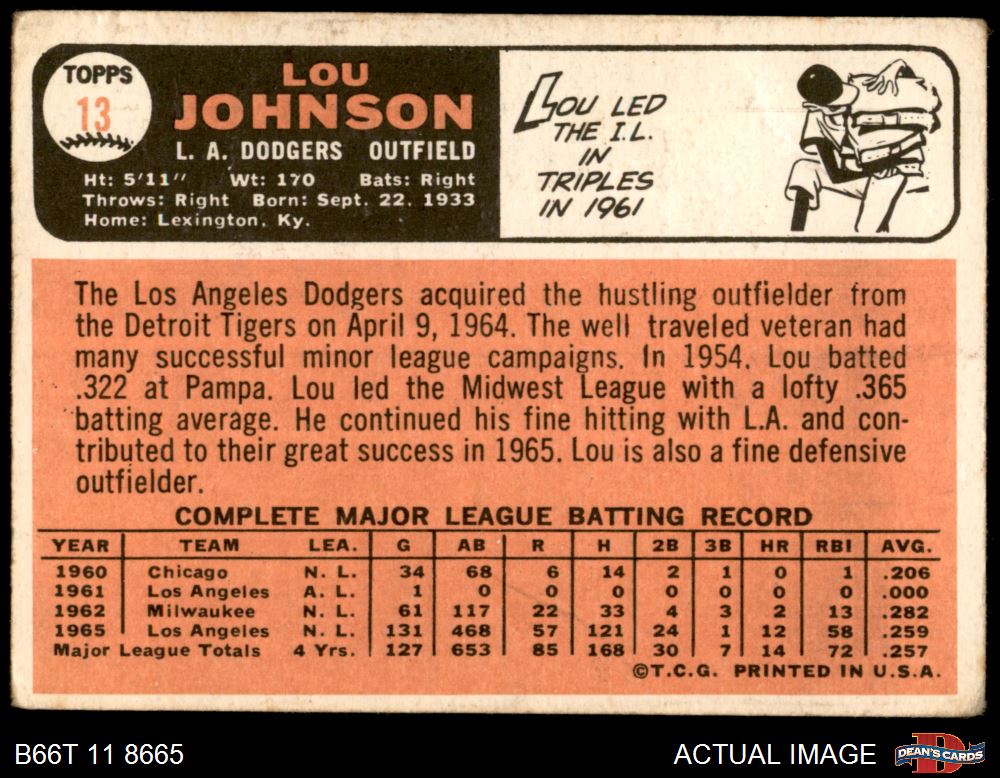 TOPPS
13
LOU
JOHNSON
L. A. DODGERS OUTFIELD
Ht: 5'11" Wt: 170 Bats: Right
Throws: Right Born: Sept. 22, 1933
Home: Lexington, Ky.
LOU LED
THE I.L.
IN
TRIPLES
IN 1961
The Los Angeles Dodgers acquired the hustling outfielder from
the Detroit Tigers on April 9, 1964. The well traveled veteran had
many successful minor league campaigns. In 1954, Lou batted
.322 at Pampa. Lou led the Midwest League with a lofty .365
batting average. He continued his fine hitting with L.A. and con-
tributed to their great success in 1965. Lou is also a fine defensive
outfielder.
COMPLETE MAJOR LEAGUE BATTING RECORD
YEAR TEAM LEA. G AB R H 2B 3B HR RBI AVG.
1960 Chicago N. L. 34 68 6 14 2 1 0 1 .206
1961 Los Angeles A. L. 1 0 0 0 0 0 0 0 .000
1962 Milwaukee N. L. 61 117 22 33 4 3 2 13 .282
1965 Los Angeles N. L. 131 468 57 121 24 1 12 58 .259
Major League Totals 4 Yrs. 127 653 85 168 30 7 14 72 .257
©T.C.G. PRINTED IN U.S.A.
B66T 11 8665
ACTUAL IMAGE
D
DEAN'S CARDS